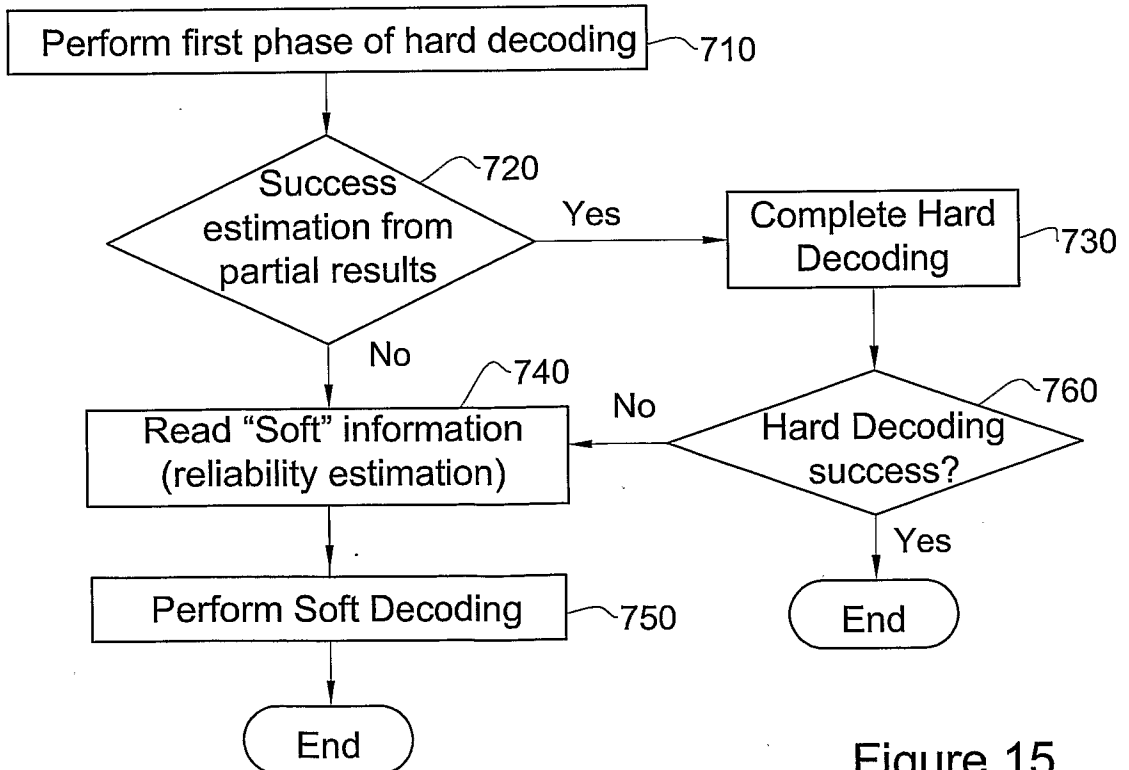 Perform first phase of hard decoding
710
Success
estimation from
partial results
720
Yes
Complete Hard
Decoding
730
No
740
Read “Soft” information
(reliability estimation)
No
Hard Decoding
success?
760
Yes
Perform Soft Decoding
750
End
End
Figure 15